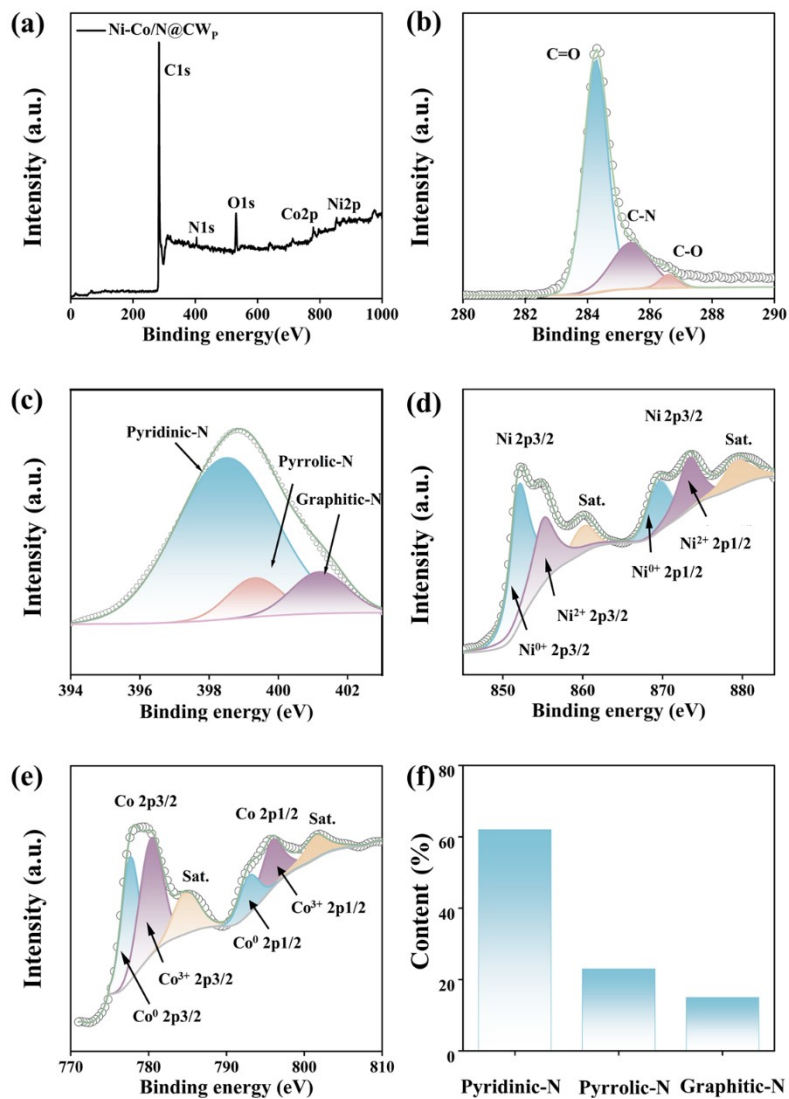 (a)
Ni-Co/N@CWP
C1s
N1s
O1s
Co2p
Ni2p
Intensity (a.u.)
0 200 400 600 800 1000
Binding energy(eV)
(b)
C=O
C-N
C-O
Intensity (a.u.)
280 282 284 286 288 290
Binding energy (eV)
(c)
Pyridinic-N
Pyrrolic-N
Graphitic-N
Intensity (a.u.)
394 396 398 400 402
Binding energy (eV)
(d)
Ni 2p3/2
Ni 2p3/2
Sat.
Sat.
Ni²⁺ 2p1/2
Ni⁰⁺ 2p1/2
Ni²⁺ 2p3/2
Ni⁰⁺ 2p3/2
Intensity (a.u.)
850 860 870 880
Binding energy (eV)
(e)
Co 2p3/2
Co 2p1/2
Sat.
Sat.
Co³⁺ 2p1/2
Co⁰ 2p1/2
Co³⁺ 2p3/2
Co⁰ 2p3/2
Intensity (a.u.)
770 780 790 800 810
Binding energy (eV)
(f)
80
60
40
20
0
Content (%)
Pyridinic-N Pyrrolic-N Graphitic-N